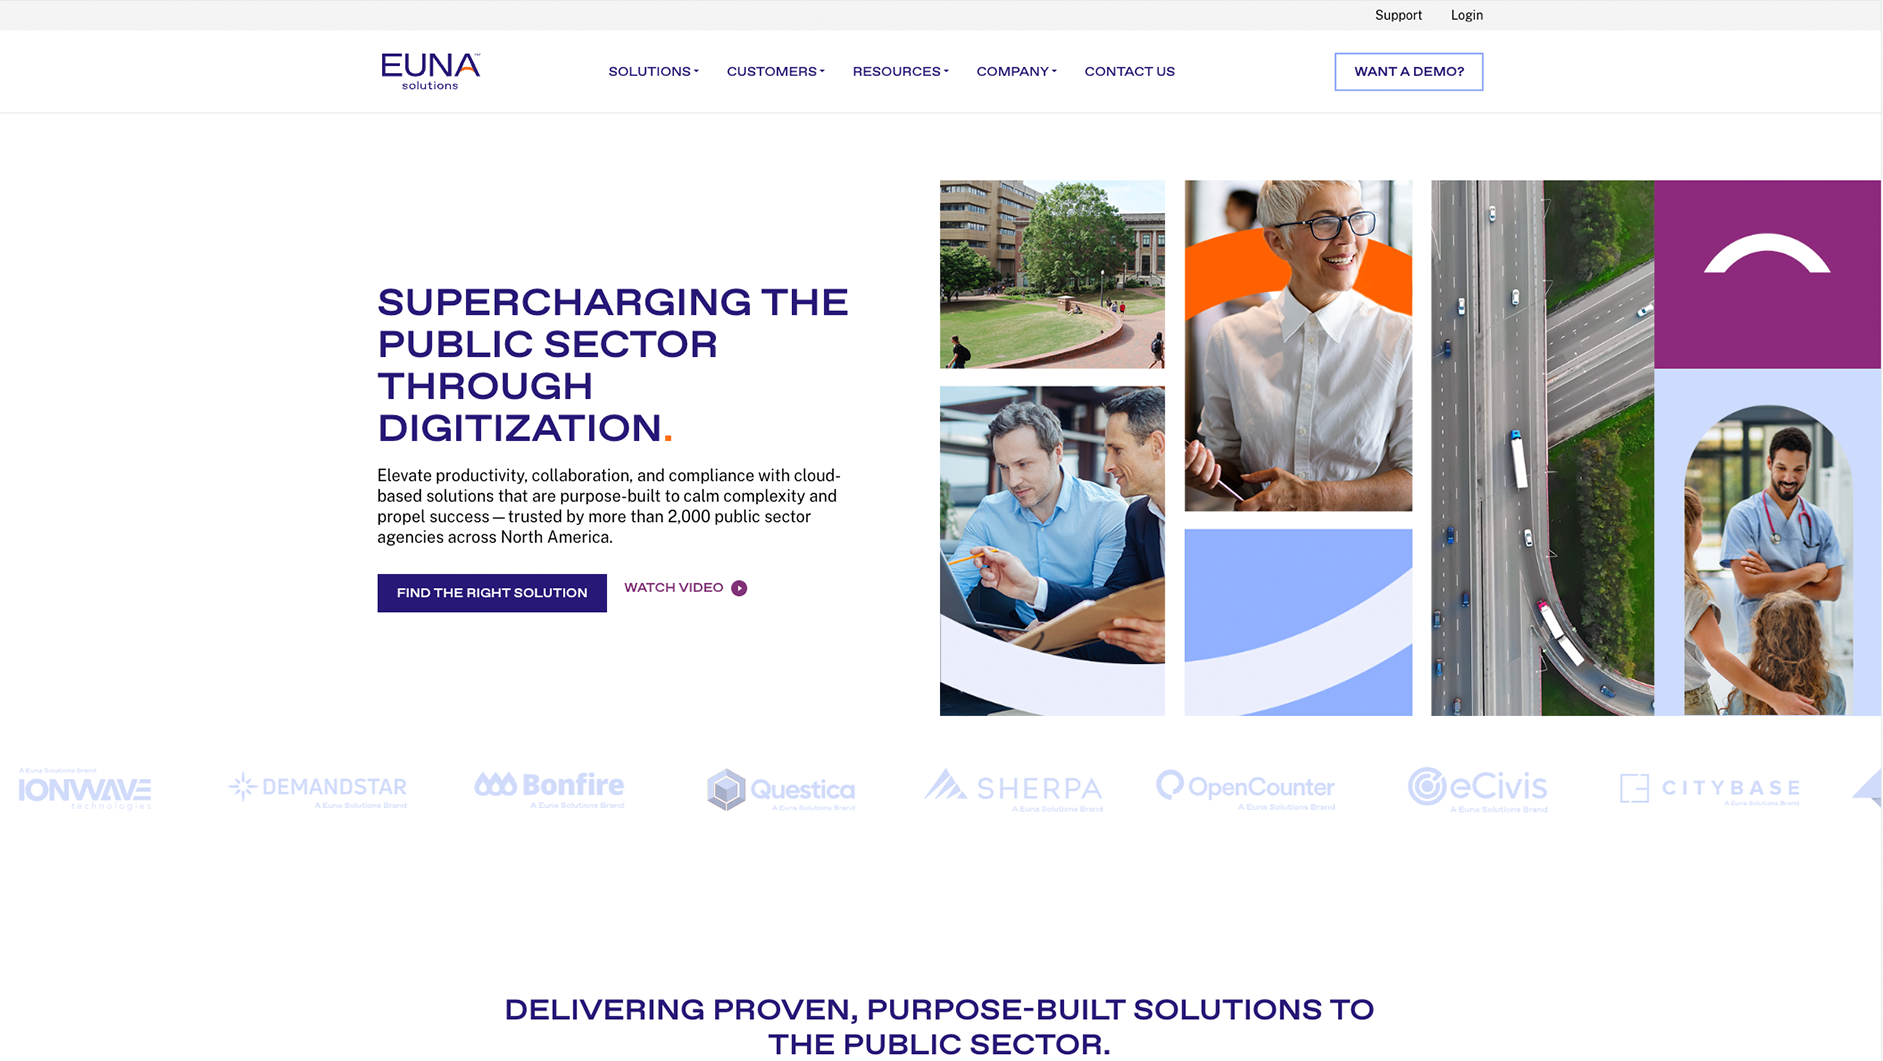 Support
Login
EUNA™
solutions
SOLUTIONS
CUSTOMERS
RESOURCES
COMPANY
CONTACT US
WANT A DEMO?
SUPERCHARGING THE
PUBLIC SECTOR
THROUGH
DIGITIZATION.
Elevate productivity, collaboration, and compliance with cloud-
based solutions that are purpose-built to calm complexity and
propel success — trusted by more than 2,000 public sector
agencies across North America.
FIND THE RIGHT SOLUTION
WATCH VIDEO
A Euna Solutions Brand
IONWAVE
technologies
DEMANDSTAR
A Euna Solutions Brand
Bonfire
A Euna Solutions Brand
Questica
A Euna Solutions Brand
SHERPA
A Euna Solutions Brand
OpenCounter
A Euna Solutions Brand
eCivis
A Euna Solutions Brand
CITYBASE
A Euna Solutions Brand
DELIVERING PROVEN, PURPOSE-BUILT SOLUTIONS TO
THE PUBLIC SECTOR.